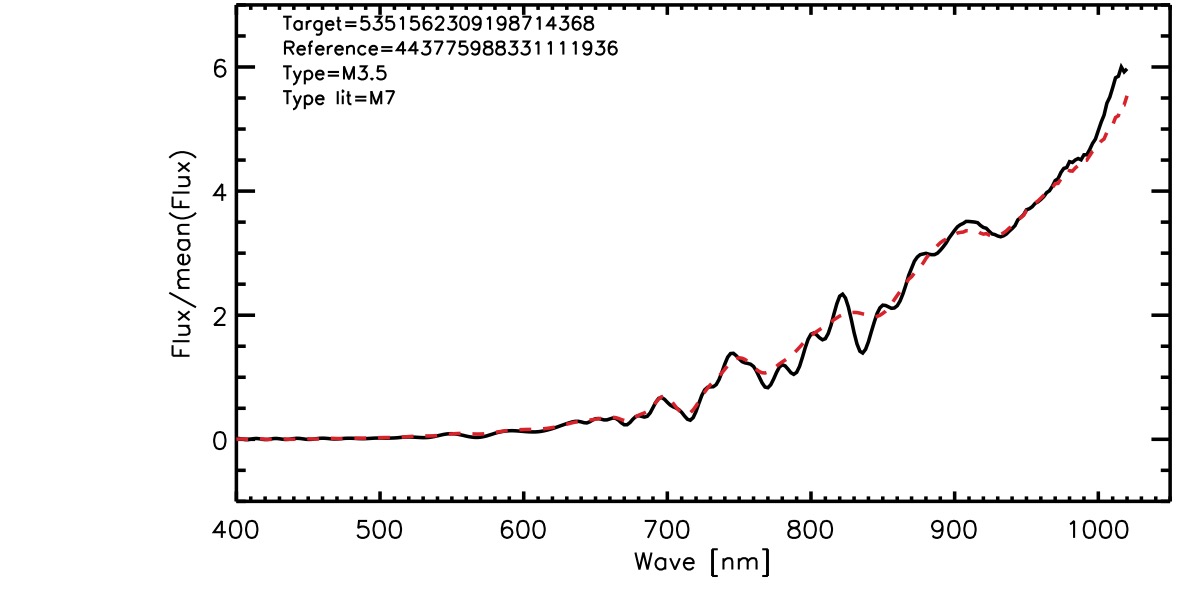 Target=5351562309198714368
Reference=443775988331111936
Type=M3.5
Type lit=M7
Flux/mean(Flux)
6
4
2
0
400 500 600 700 800 900 1000
Wave [nm]